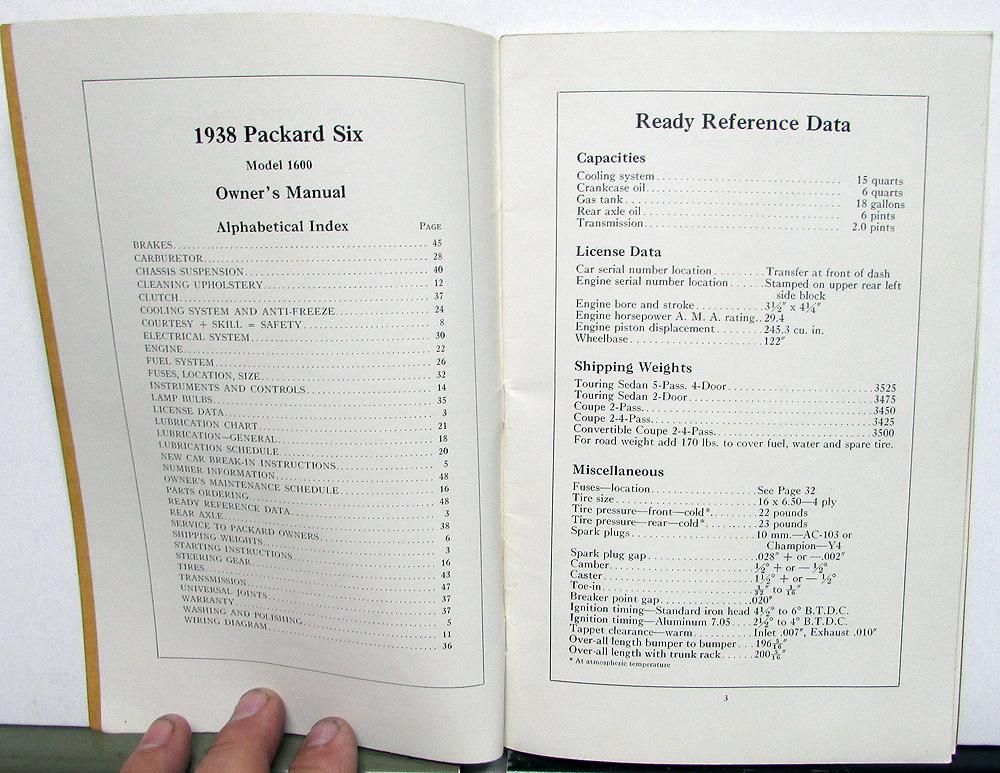 1938 Packard Six
Model 1600
Owner's Manual
Alphabetical Index PAGE
BRAKES 45
CARBURETOR 28
CHASSIS SUSPENSION 40
CLEANING UPHOLSTERY 12
CLUTCH 37
COOLING SYSTEM AND ANTI-FREEZE 24
COURTESY + SKILL = SAFETY 8
ELECTRICAL SYSTEM 30
ENGINE 22
FUEL SYSTEM 26
FUSES, LOCATION, SIZE 32
INSTRUMENTS AND CONTROLS 14
LAMP BULBS 35
LICENSE DATA 3
LUBRICATION CHART 21
LUBRICATION—GENERAL 18
LUBRICATION SCHEDULE 20
NEW CAR BREAK-IN INSTRUCTIONS 5
NUMBER INFORMATION 48
OWNER'S MAINTENANCE SCHEDULE 16
PARTS ORDERING 48
READY REFERENCE DATA 3
REAR AXLE 38
SERVICE TO PACKARD OWNERS 6
SHIPPING WEIGHTS 3
STARTING INSTRUCTIONS 16
STEERING GEAR 43
TIRES 47
TRANSMISSION 37
UNIVERSAL JOINTS 37
WARRANTY 5
WASHING AND POLISHING 11
WIRING DIAGRAM 36
Ready Reference Data
Capacities
Cooling system 15 quarts
Crankcase oil 6 quarts
Gas tank 18 gallons
Rear axle oil 6 pints
Transmission 2.0 pints
License Data
Car serial number location Transfer at front of dash
Engine serial number location Stamped on upper rear left
side block
Engine bore and stroke 3½" x 4¼"
Engine horsepower A. M. A. rating 29.4
Engine piston displacement 245.3 cu. in.
Wheelbase 122"
Shipping Weights
Touring Sedan 5-Pass. 4-Door 3525
Touring Sedan 2-Door 3475
Coupe 2-Pass. 3450
Coupe 2-4-Pass. 3425
Convertible Coupe 2-4-Pass. 3500
For road weight add 170 lbs. to cover fuel, water and spare tire.
Miscellaneous
Fuses—location See Page 32
Tire size 16 x 6.50—4 ply
Tire pressure—front—cold* 22 pounds
Tire pressure—rear—cold* 23 pounds
Spark plugs 10 mm.—AC-103 or
Champion—Y4
Spark plug gap .028" + or —.002"
Camber ½° + or — ½°
Caster 1½° + or — ½°
Toe-in 1/32" to 1/16"
Breaker point gap .020"
Ignition timing—Standard iron head 4½° to 6° B.T.D.C.
Ignition timing—Aluminum 7.05 2½° to 4° B.T.D.C.
Tappet clearance—warm Inlet .007", Exhaust .010"
Over-all length bumper to bumper 196 5/16"
Over-all length with trunk rack 200 5/16"
* At atmospheric temperature
3